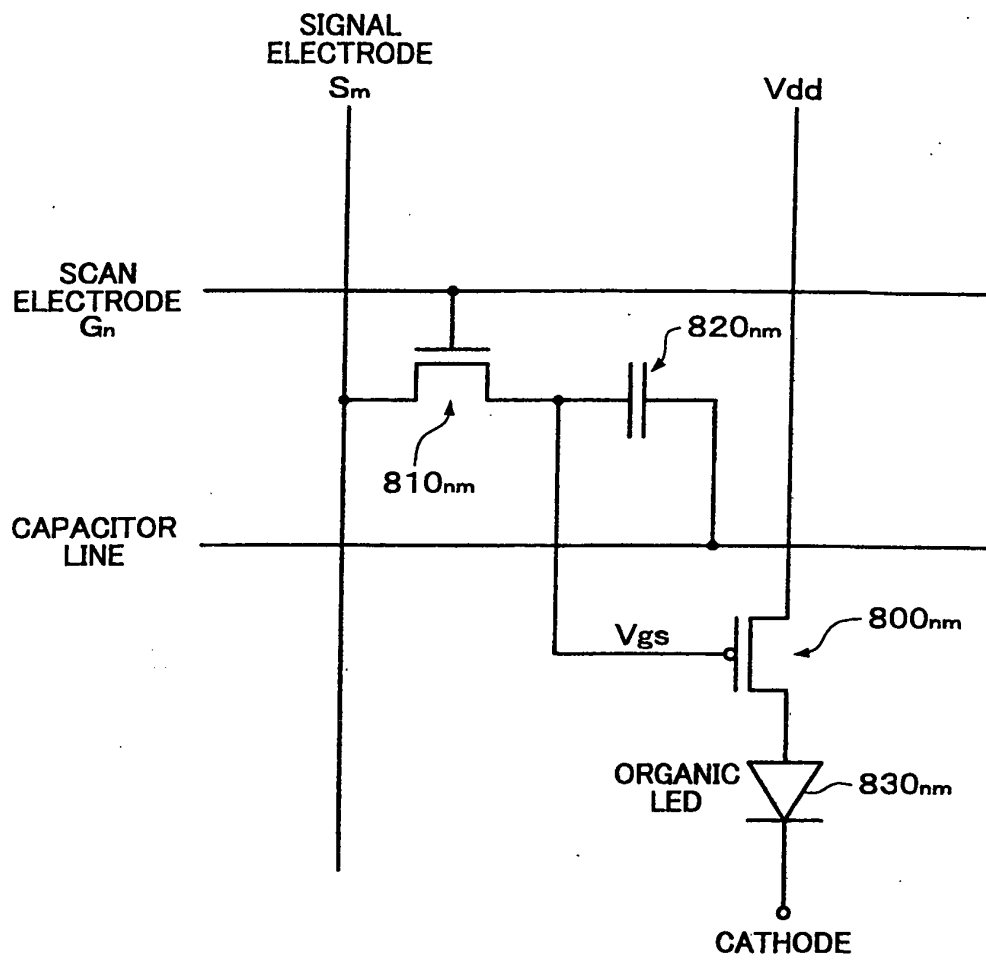 SIGNAL
ELECTRODE
Sm
Vdd
SCAN
ELECTRODE
Gn
820nm
810nm
CAPACITOR
LINE
Vgs
800nm
ORGANIC
LED
830nm
CATHODE